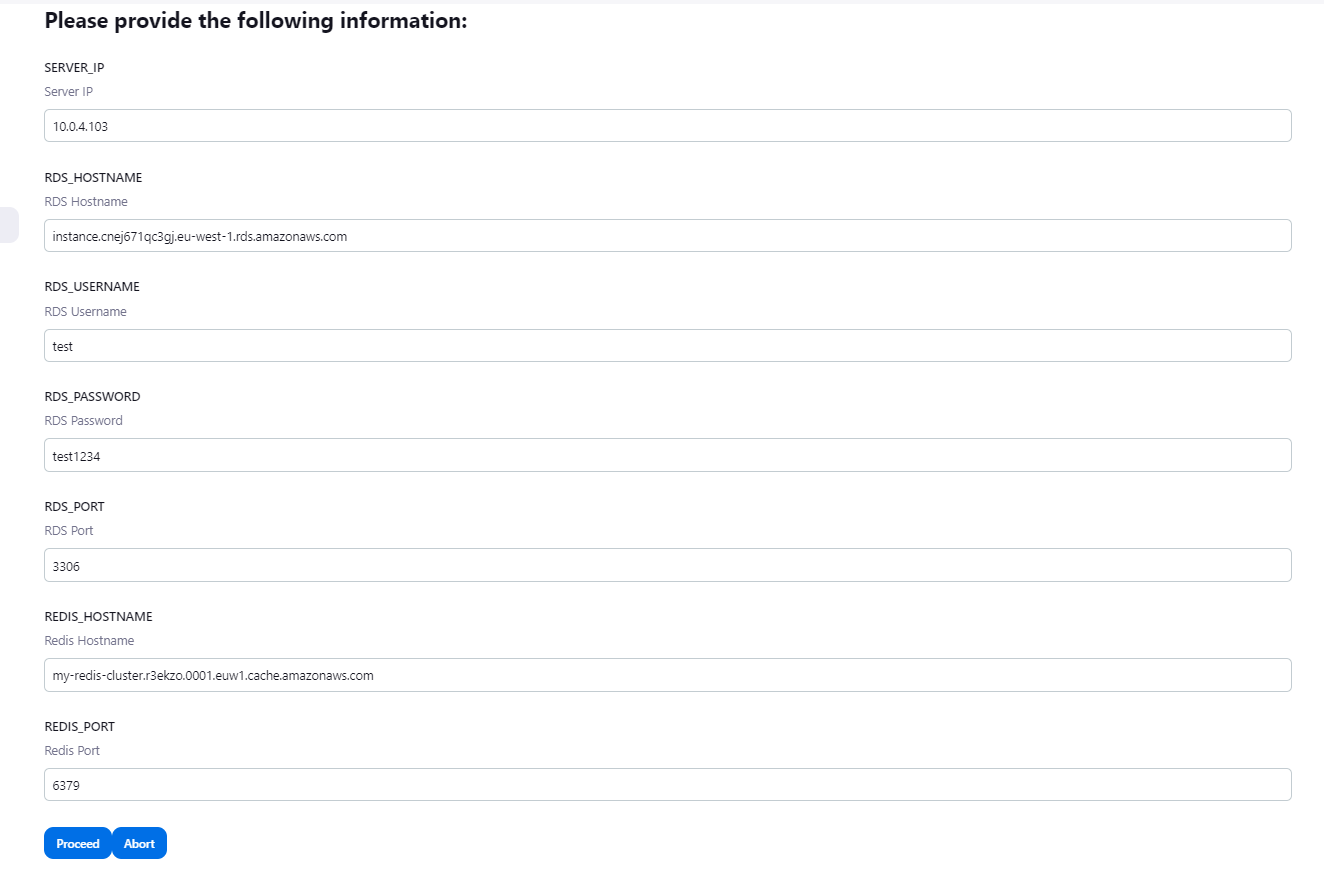 Please provide the following information:
SERVER_IP
Server IP
10.0.4.103
RDS_HOSTNAME
RDS Hostname
instance.cnej671qc3gj.eu-west-1.rds.amazonaws.com
RDS_USERNAME
RDS Username
test
RDS_PASSWORD
RDS Password
test1234
RDS_PORT
RDS Port
3306
REDIS_HOSTNAME
Redis Hostname
my-redis-cluster.r3ekzo.0001.euw1.cache.amazonaws.com
REDIS_PORT
Redis Port
6379
Proceed Abort